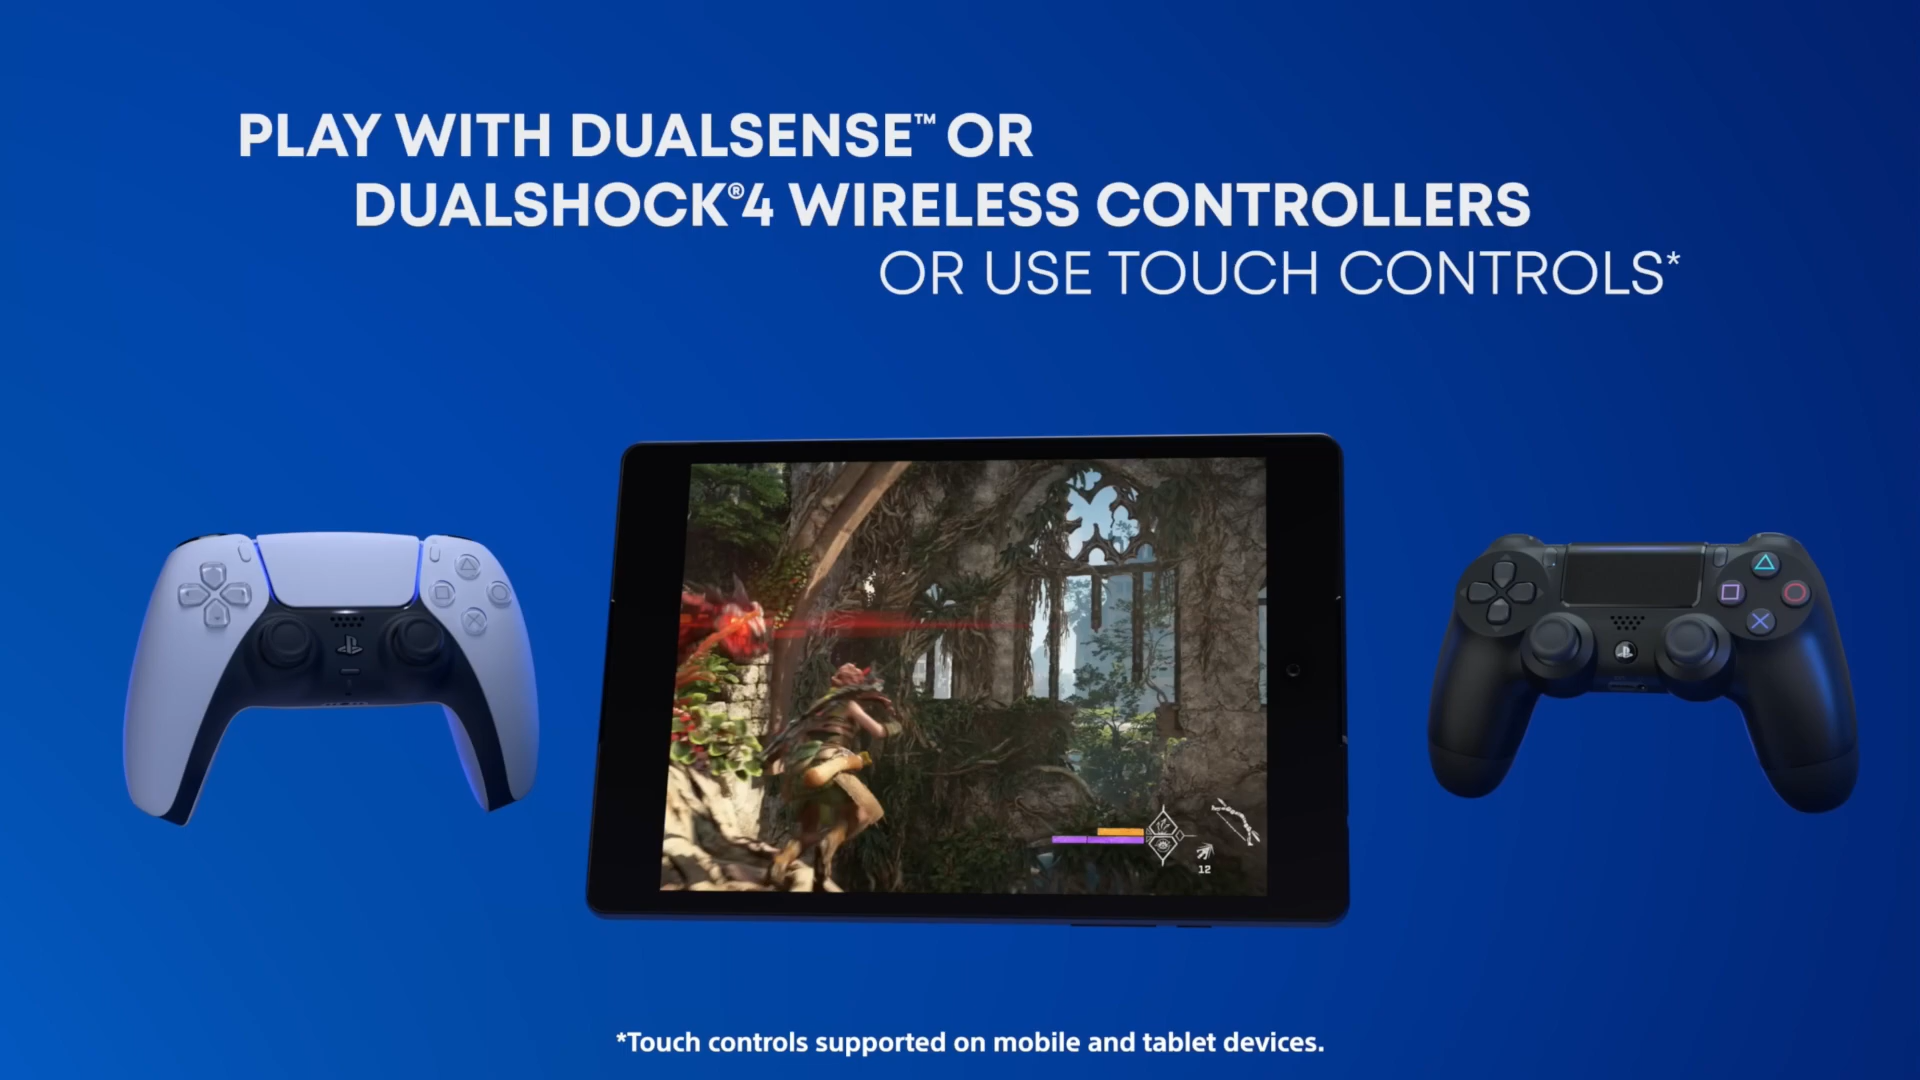 PLAY WITH DUALSENSE™ OR
DUALSHOCK®4 WIRELESS CONTROLLERS
OR USE TOUCH CONTROLS*
12
*Touch controls supported on mobile and tablet devices.